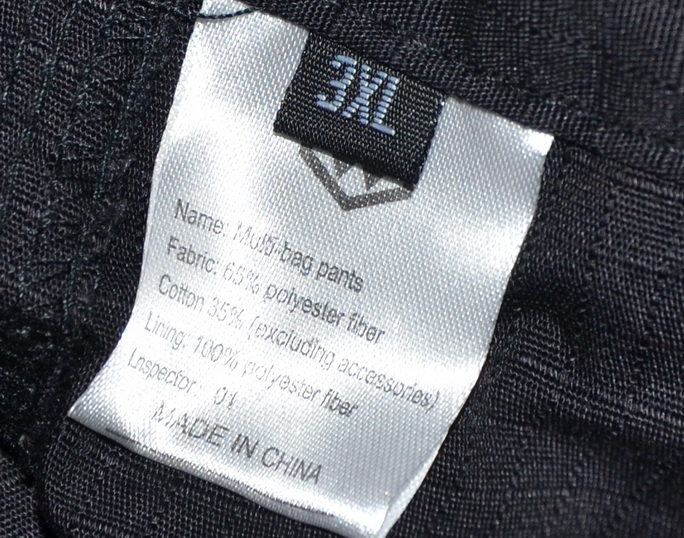 3XL
Name: Multi-bag pants
Fabric: 65% polyester fiber
Cotton 35% (excluding accessories)
Lining: 100% polyester fiber
Lnspector: 01
MADE IN CHINA